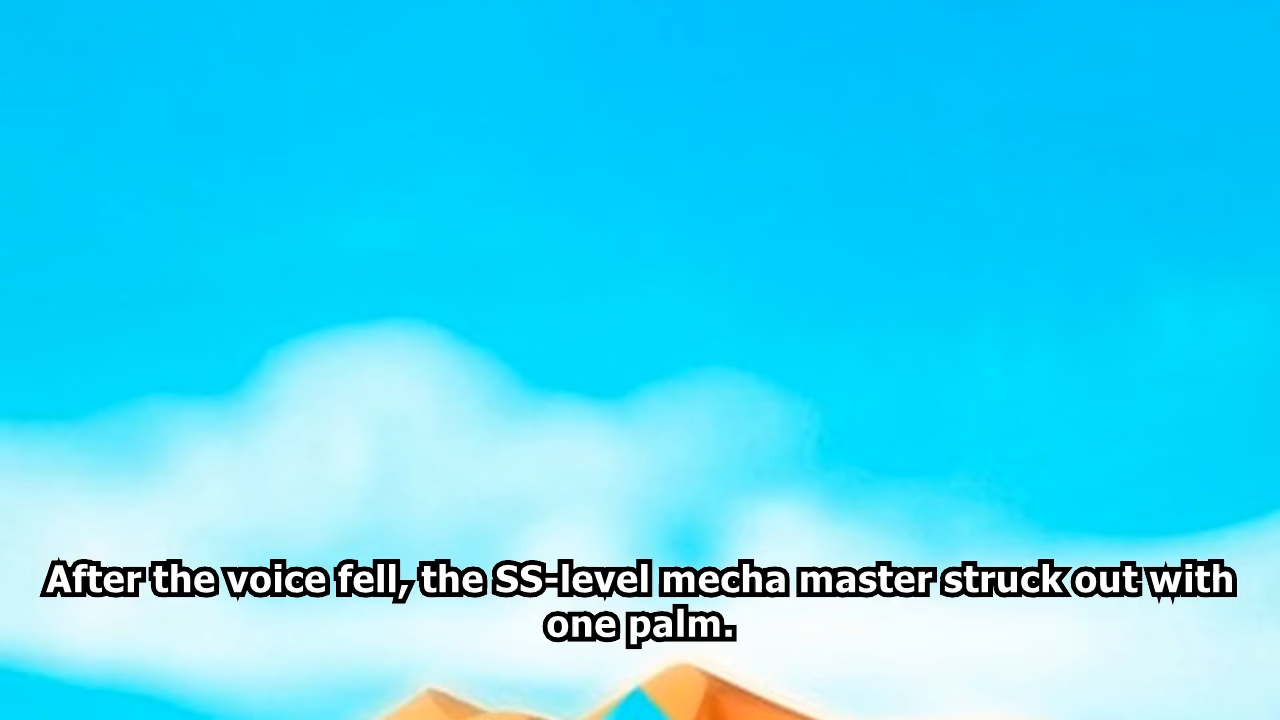 After the voice fell, the SS-level mecha master struck out with
one palm.